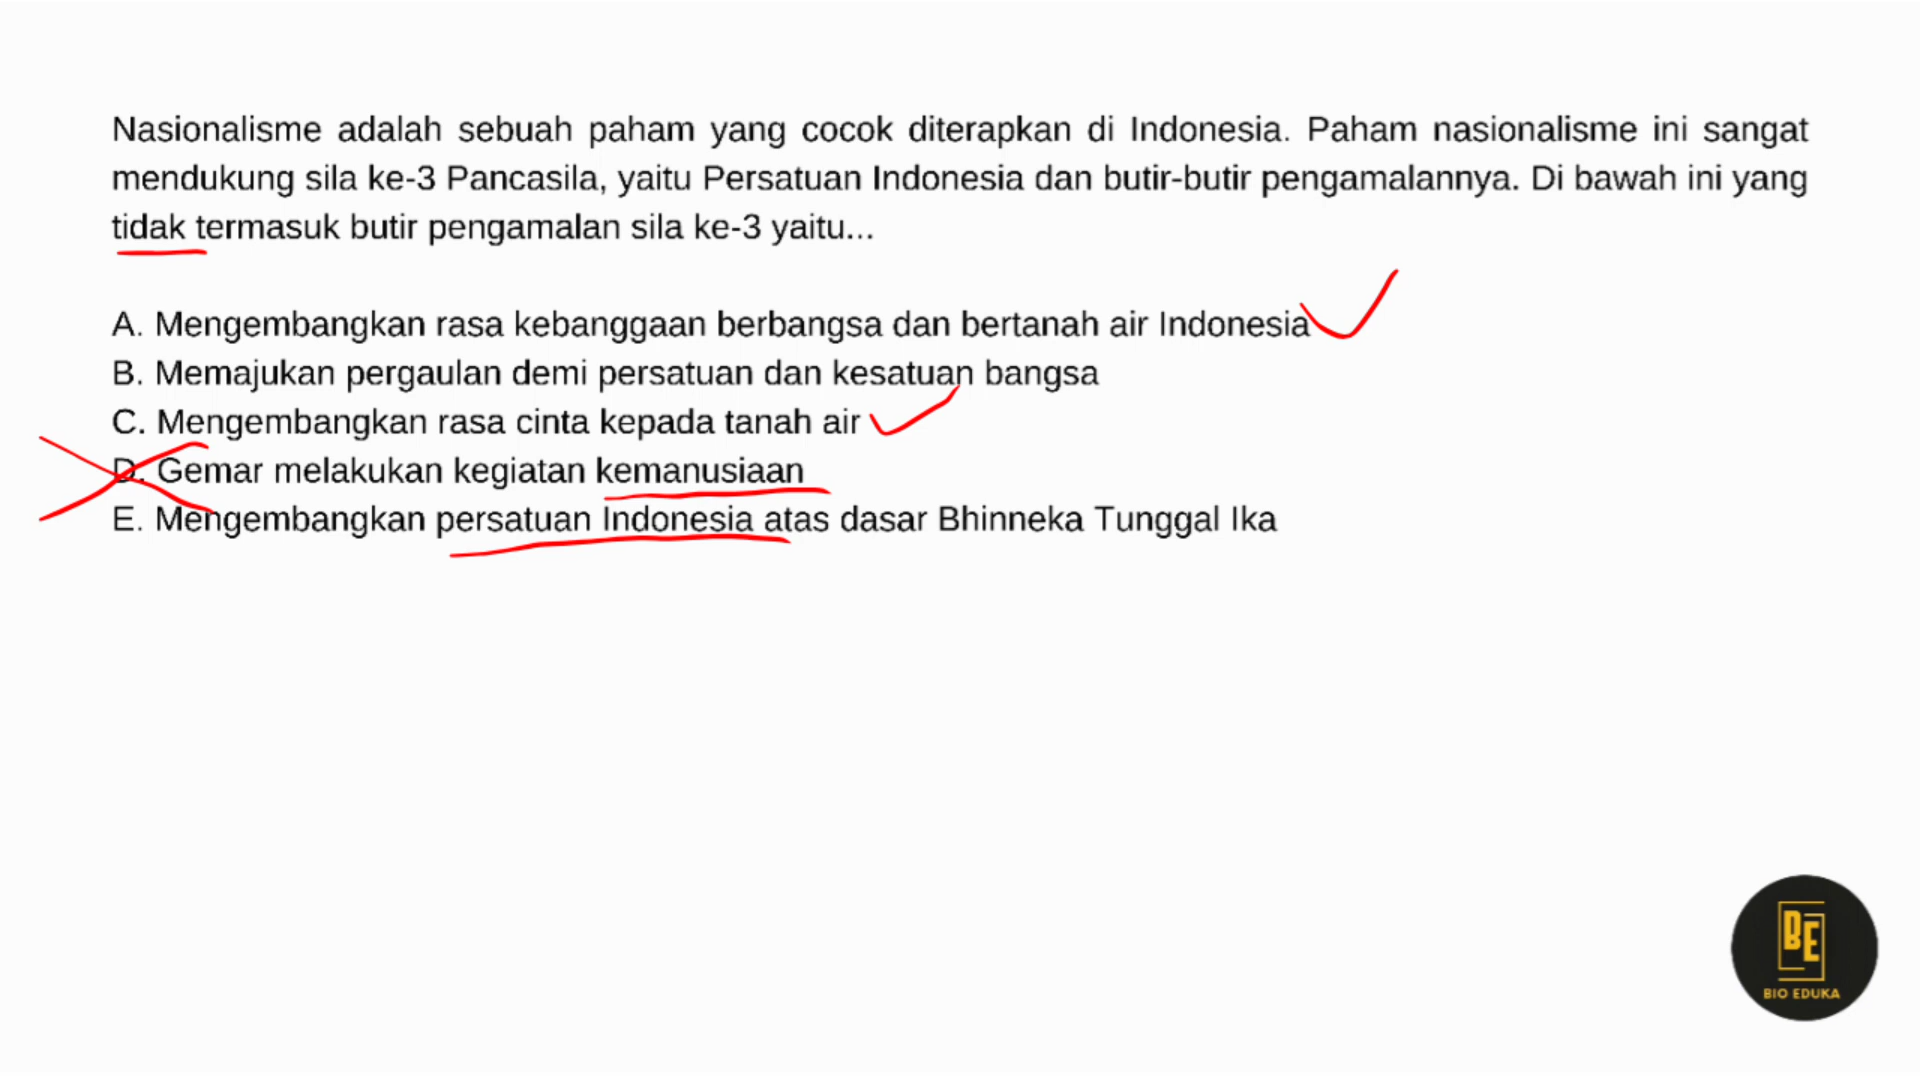 Nasionalisme adalah sebuah paham yang cocok diterapkan di Indonesia. Paham nasionalisme ini sangat
mendukung sila ke-3 Pancasila, yaitu Persatuan Indonesia dan butir-butir pengamalannya. Di bawah ini yang
tidak termasuk butir pengamalan sila ke-3 yaitu...
A. Mengembangkan rasa kebanggaan berbangsa dan bertanah air Indonesia
B. Memajukan pergaulan demi persatuan dan kesatuan bangsa
C. Mengembangkan rasa cinta kepada tanah air
D. Gemar melakukan kegiatan kemanusiaan
E. Mengembangkan persatuan Indonesia atas dasar Bhinneka Tunggal Ika
BE
BIO EDUKA